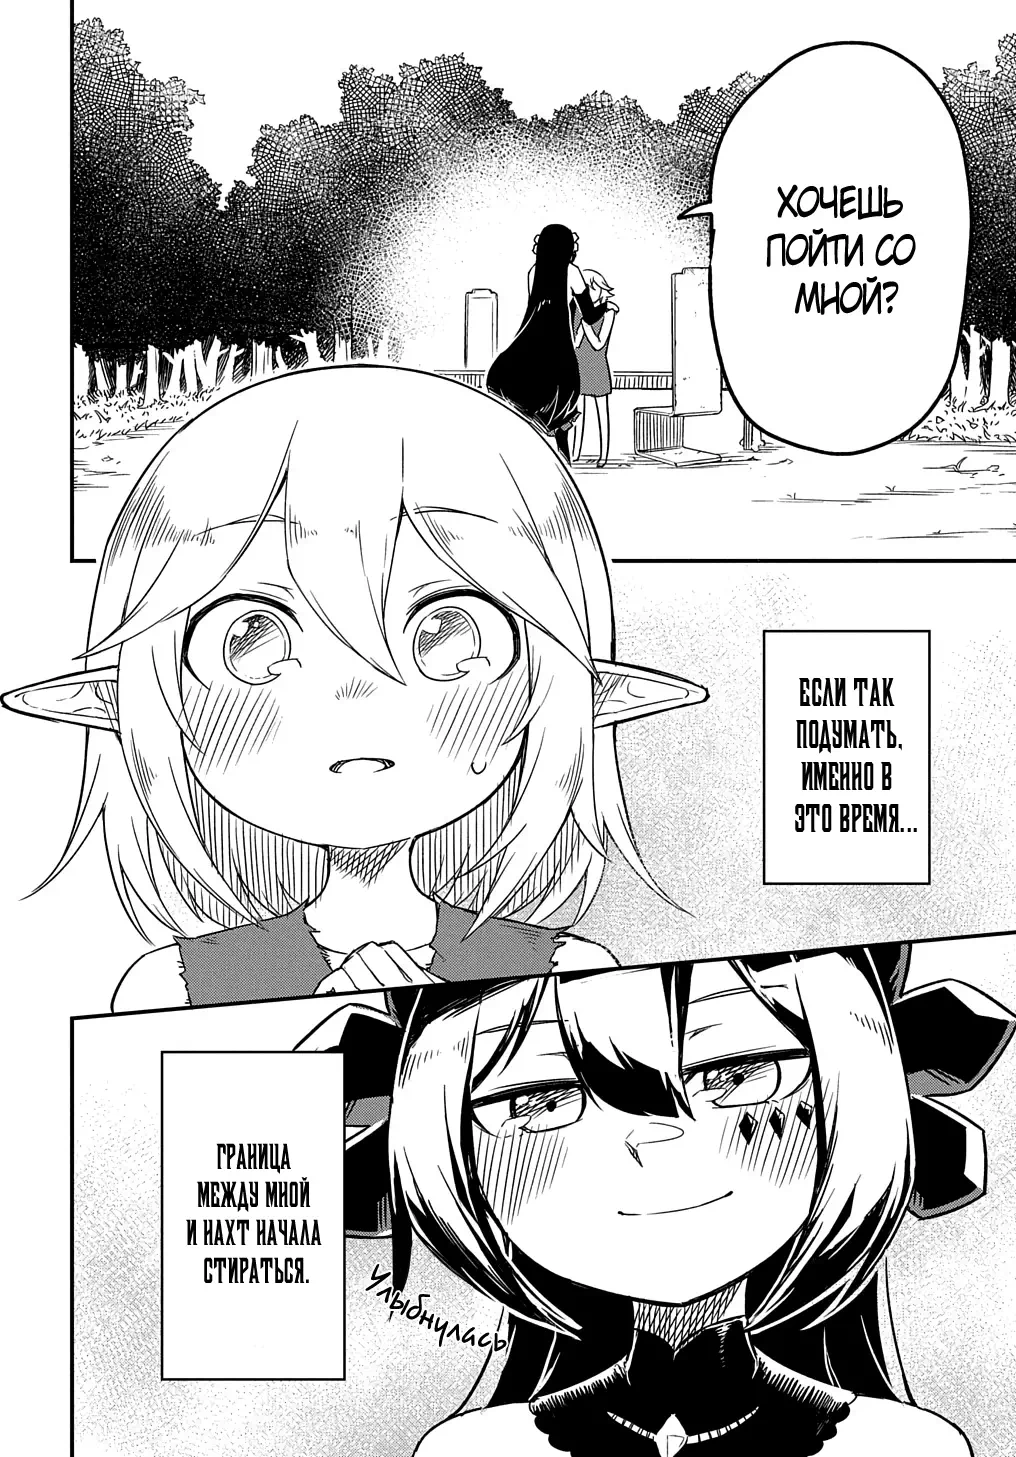 ХОЧЕШЬ
ПОЙТИ СО
МНОЙ?
ЕСЛИ ТАК
ПОДУМАТЬ,
ИМЕННО В
ЭТО ВРЕМЯ...
ГРАНИЦА
МЕЖДУ МНОЙ
И НАХТ НАЧАЛА
СТИРАТЬСЯ.
Улыбнулась